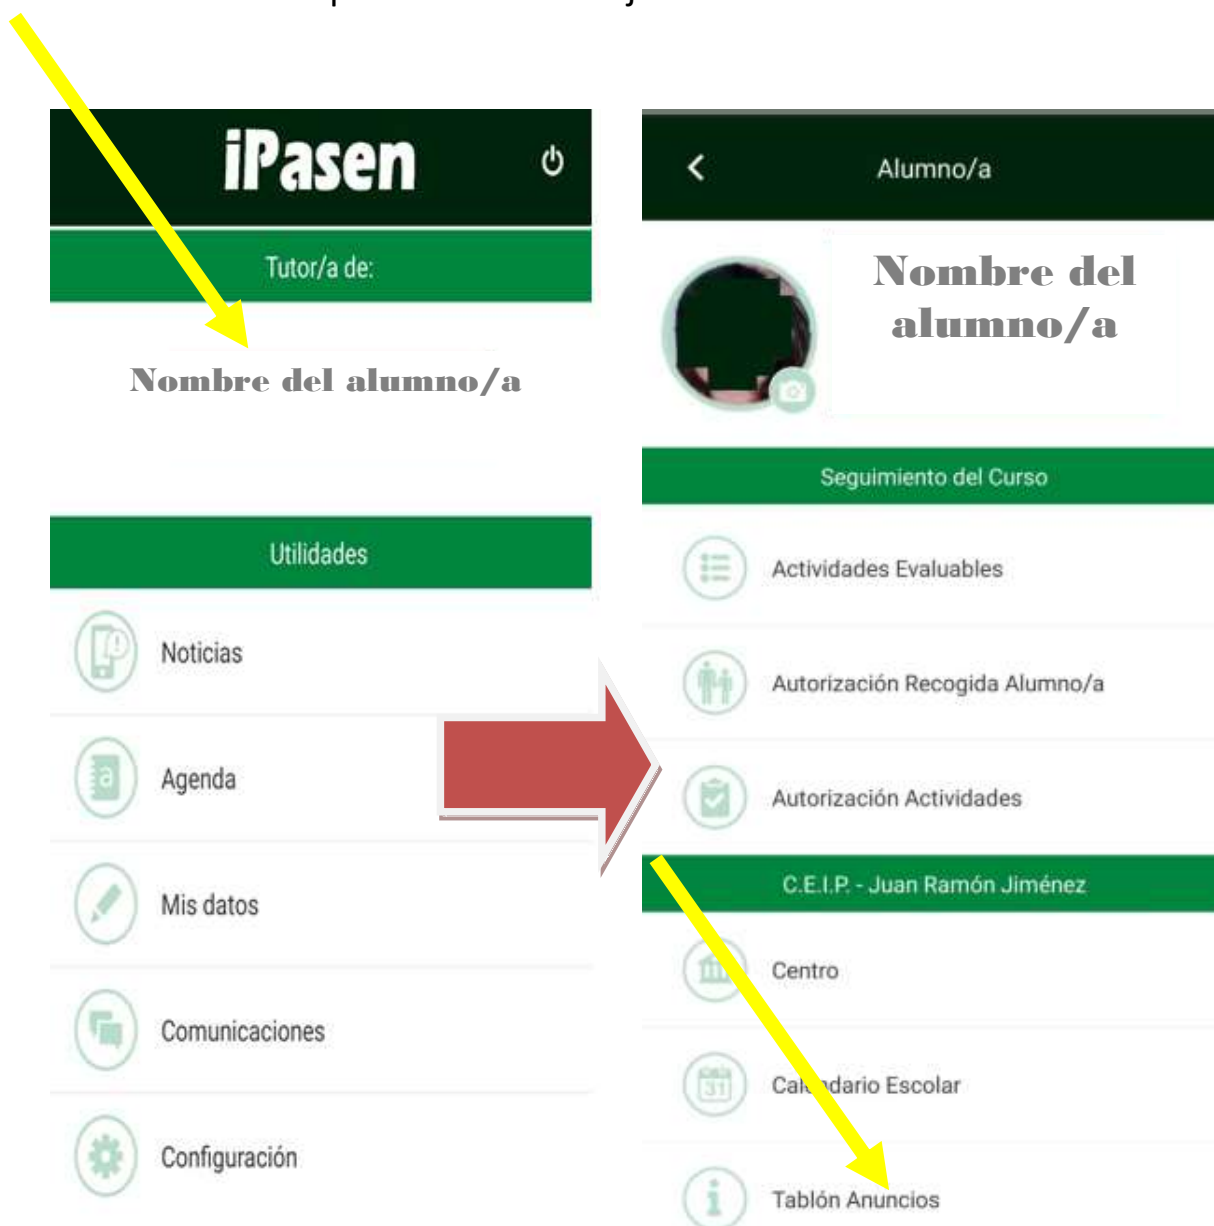 iPasen
Tutor/a de:
Nombre del alumno/a
Utilidades
Noticias
Agenda
Mis datos
Comunicaciones
Configuración
Alumno/a
Nombre del
alumno/a
Seguimiento del Curso
Actividades Evaluables
Autorización Recogida Alumno/a
Autorización Actividades
C.E.I.P. - Juan Ramón Jiménez
Centro
31
Calendario Escolar
Tablón Anuncios